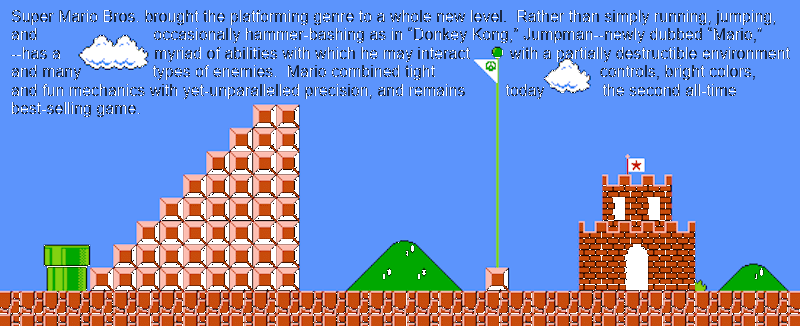 Super Mario Bros. brought the platforming genre to a whole new level.  Rather than simply running, jumping,
and occasionally hammer-bashing as in "Donkey Kong," Jumpman--newly dubbed "Mario,"
--has a myriad of abilities with which he may interact with a partially destructible environment
and many types of enemies.  Mario combined tight controls, bright colors,
and fun mechanics with yet-unparallelled precision, and remains today the second all-time
best-selling game.